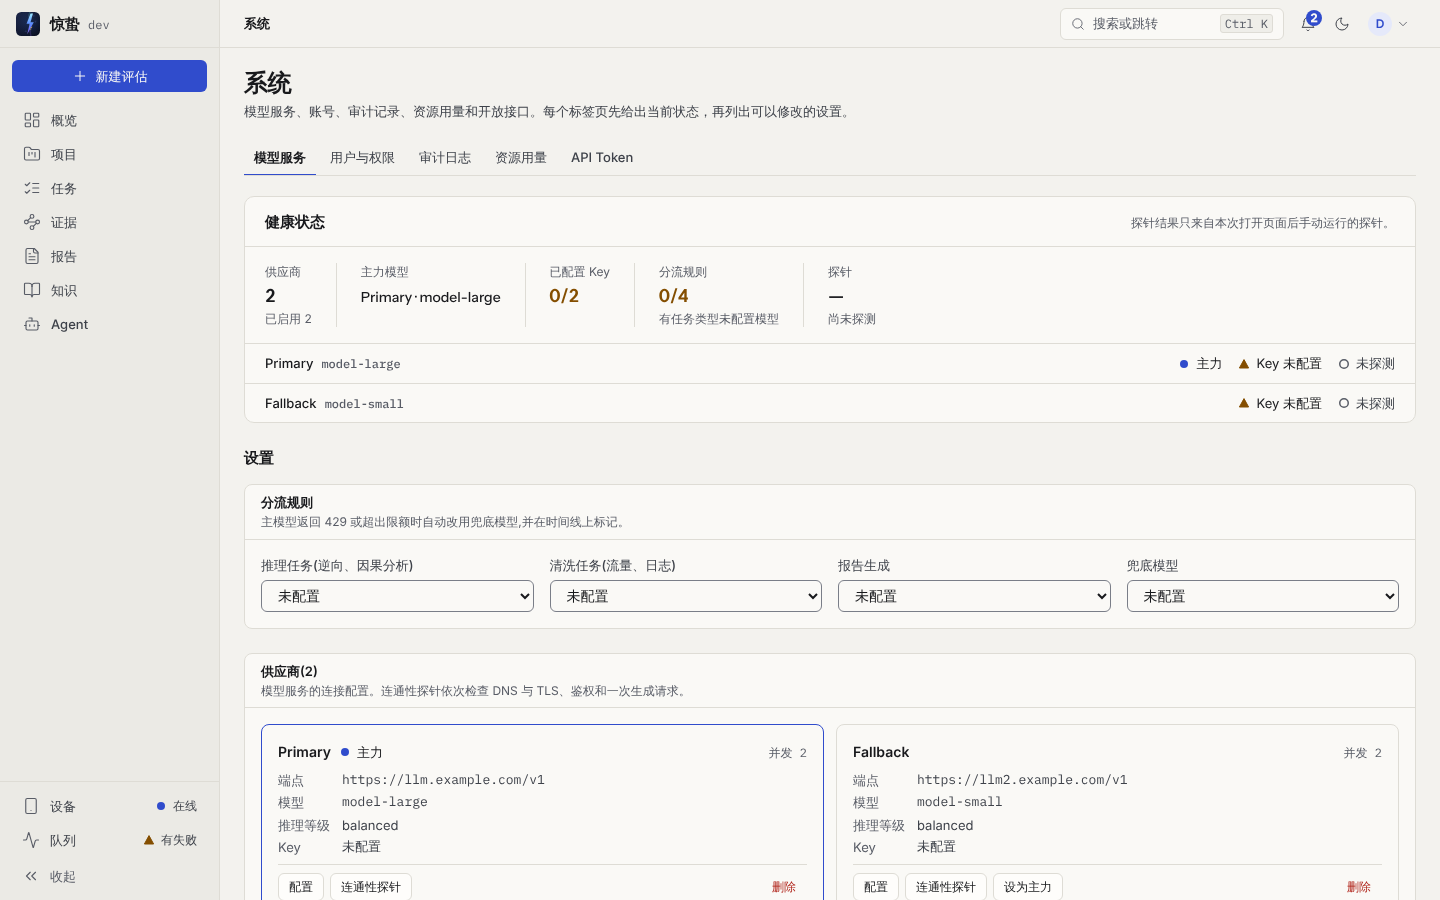 惊蛰 dev
系统
搜索或跳转 Ctrl K
2
D
新建评估
概览
项目
任务
证据
报告
知识
Agent
设备 在线
队列 有失败
收起
系统
模型服务、账号、审计记录、资源用量和开放接口。每个标签页先给出当前状态，再列出可以修改的设置。
模型服务 用户与权限 审计日志 资源用量 API Token
健康状态 探针结果只来自本次打开页面后手动运行的探针。
供应商 主力模型 已配置 Key 分流规则 探针
2 Primary·model-large 0/2 0/4 —
已启用 2 有任务类型未配置模型 尚未探测
Primary model-large 主力 Key 未配置 未探测
Fallback model-small Key 未配置 未探测
设置
分流规则
主模型返回 429 或超出限额时自动改用兜底模型,并在时间线上标记。
推理任务(逆向、因果分析) 清洗任务(流量、日志) 报告生成 兜底模型
未配置 未配置 未配置 未配置
供应商(2)
模型服务的连接配置。连通性探针依次检查 DNS 与 TLS、鉴权和一次生成请求。
Primary 主力 并发 2
端点 https://llm.example.com/v1
模型 model-large
推理等级 balanced
Key 未配置
配置 连通性探针 删除
Fallback 并发 2
端点 https://llm2.example.com/v1
模型 model-small
推理等级 balanced
Key 未配置
配置 连通性探针 设为主力 删除